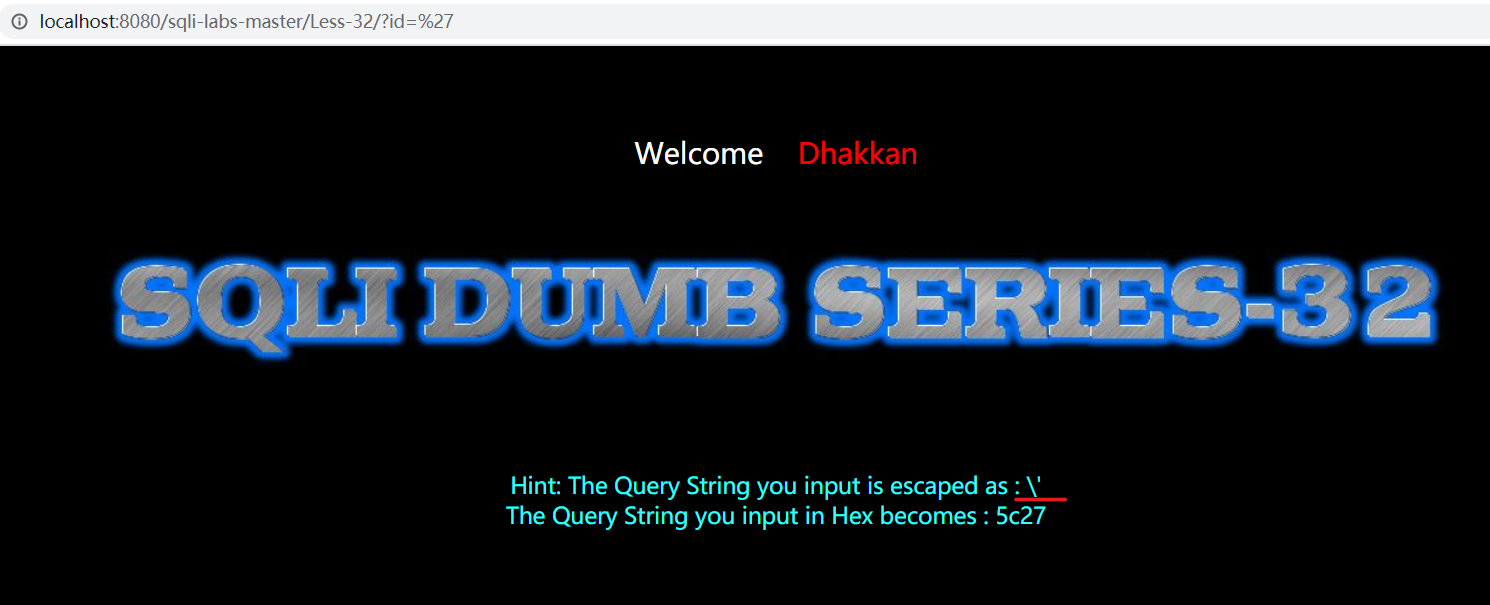 localhost:8080/sqli-labs-master/Less-32/?id=%27
Welcome Dhakkan
SQLI DUMB SERIES-32
Hint: The Query String you input is escaped as : \'
The Query String you input in Hex becomes : 5c27